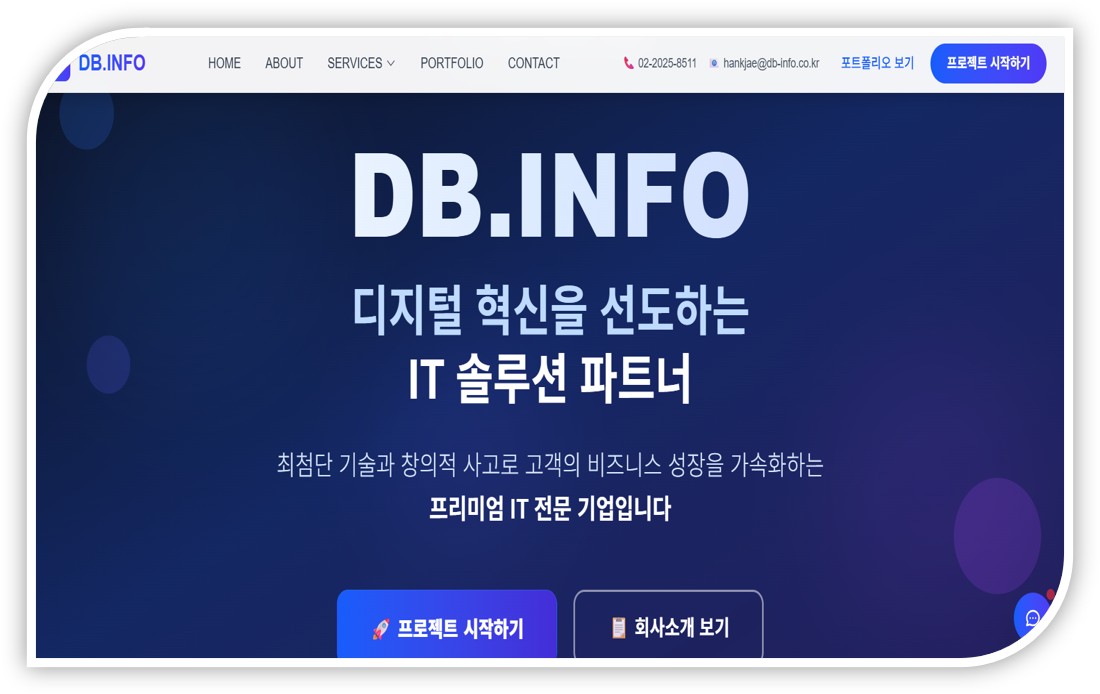 DB.INFO
HOME ABOUT SERVICES PORTFOLIO CONTACT 02-2025-8511 hankjae@db-info.co.kr 포트폴리오 보기 프로젝트 시작하기
DB.INFO
디지털 혁신을 선도하는
IT 솔루션 파트너
최첨단 기술과 창의적 사고로 고객의 비즈니스 성장을 가속화하는
프리미엄 IT 전문 기업입니다
프로젝트 시작하기
회사소개 보기